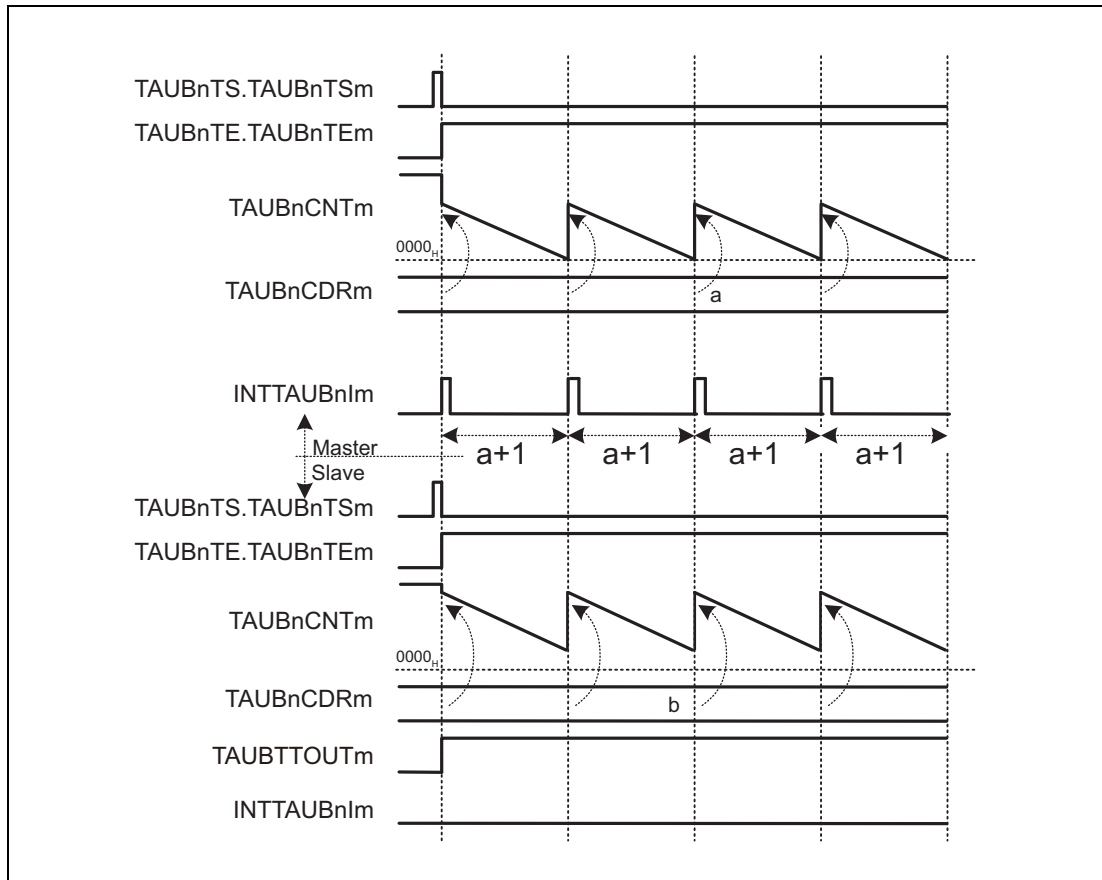 TAUBnTS.TAUBnTSm
TAUBnTE.TAUBnTEm
TAUBnCNTm
0000H
TAUBnCDRm
a
INTTAUBnIm
Master
Slave
a+1 a+1 a+1 a+1
TAUBnTS.TAUBnTSm
TAUBnTE.TAUBnTEm
TAUBnCNTm
0000H
TAUBnCDRm
b
TAUBTTOUTm
INTTAUBnIm